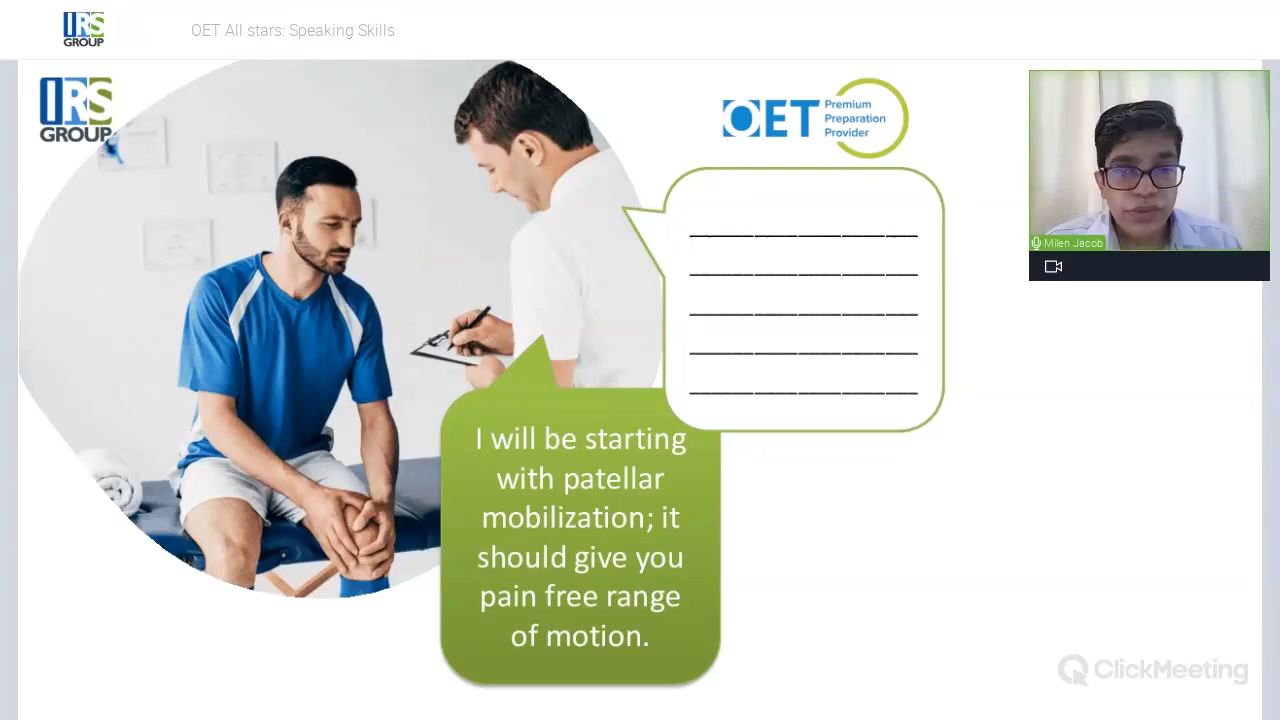 IRS
GROUP
OET All stars: Speaking Skills
IRS
GROUP
OET Premium
Preparation
Provider
Milen Jacob
I will be starting
with patellar
mobilization; it
should give you
pain free range
of motion.
ClickMeeting